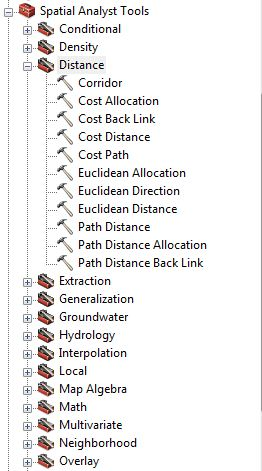 Spatial Analyst Tools
Conditional
Density
Distance
Corridor
Cost Allocation
Cost Back Link
Cost Distance
Cost Path
Euclidean Allocation
Euclidean Direction
Euclidean Distance
Path Distance
Path Distance Allocation
Path Distance Back Link
Extraction
Generalization
Groundwater
Hydrology
Interpolation
Local
Map Algebra
Math
Multivariate
Neighborhood
Overlay